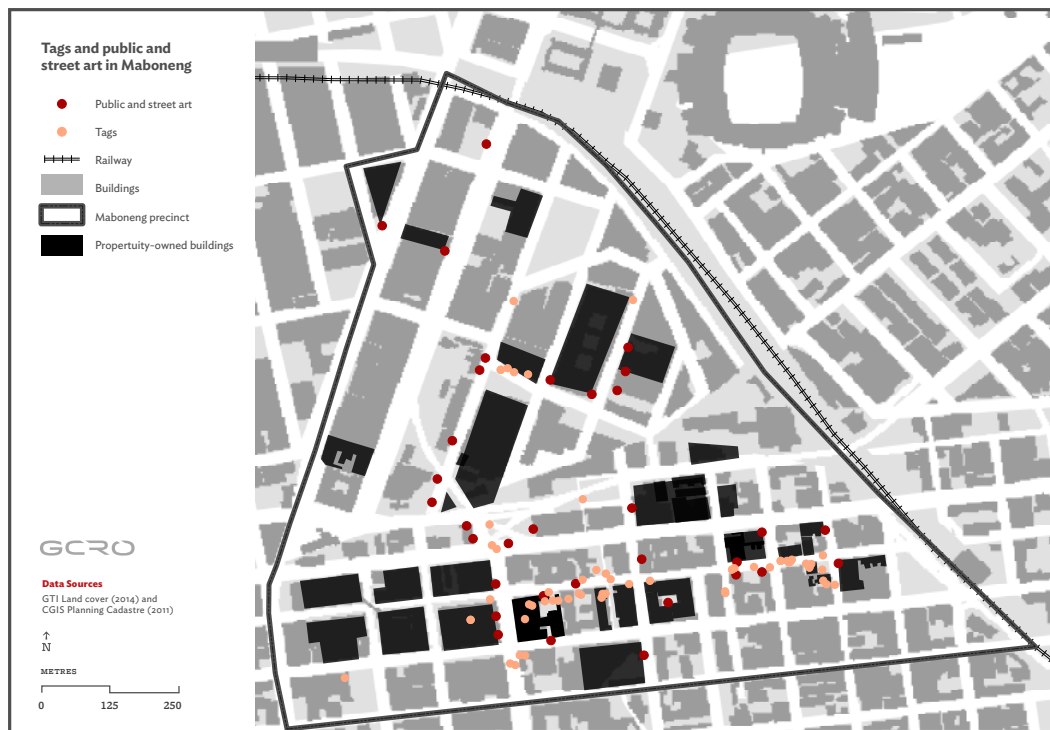 Tags and public and
street art in Maboneng
Public and street art
Tags
Railway
Buildings
Maboneng precinct
Propertuity-owned buildings
GCRO
Data Sources
GTI Land cover (2014) and
CGIS Planning Cadastre (2011)
N
METRES
0 125 250